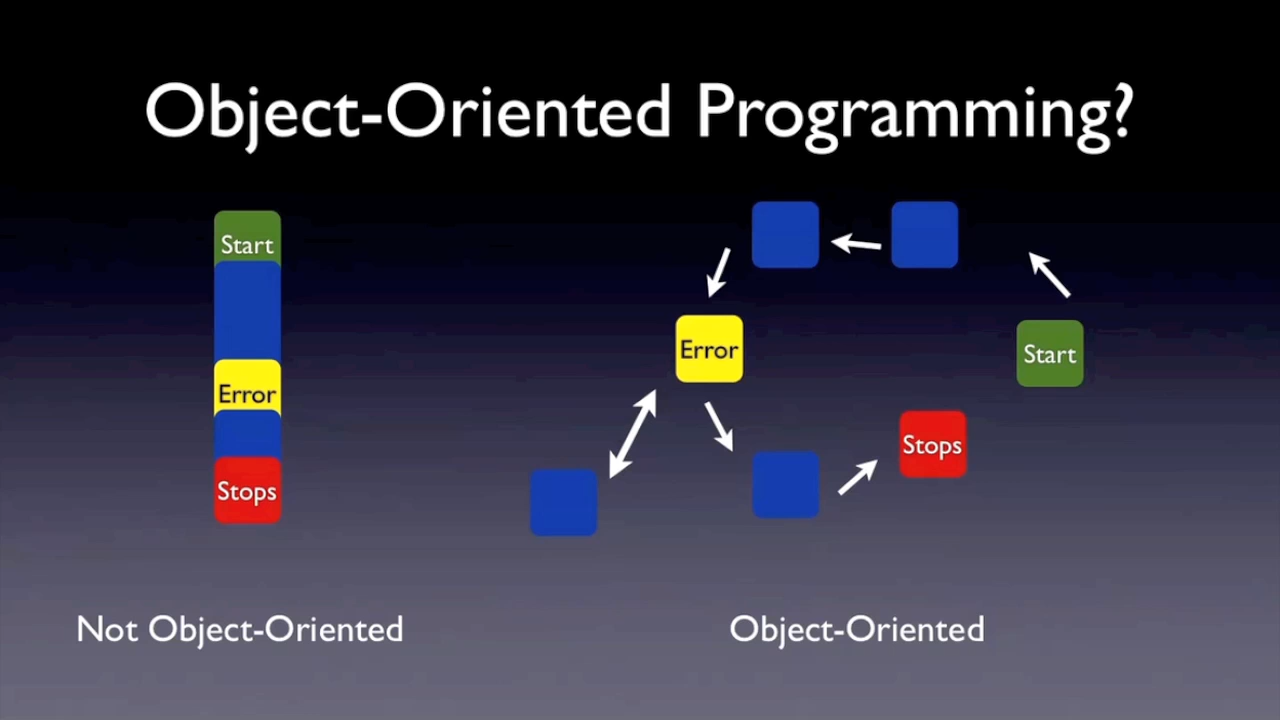 Object-Oriented Programming?
Start
Error
Stops
Error
Start
Stops
Not Object-Oriented
Object-Oriented